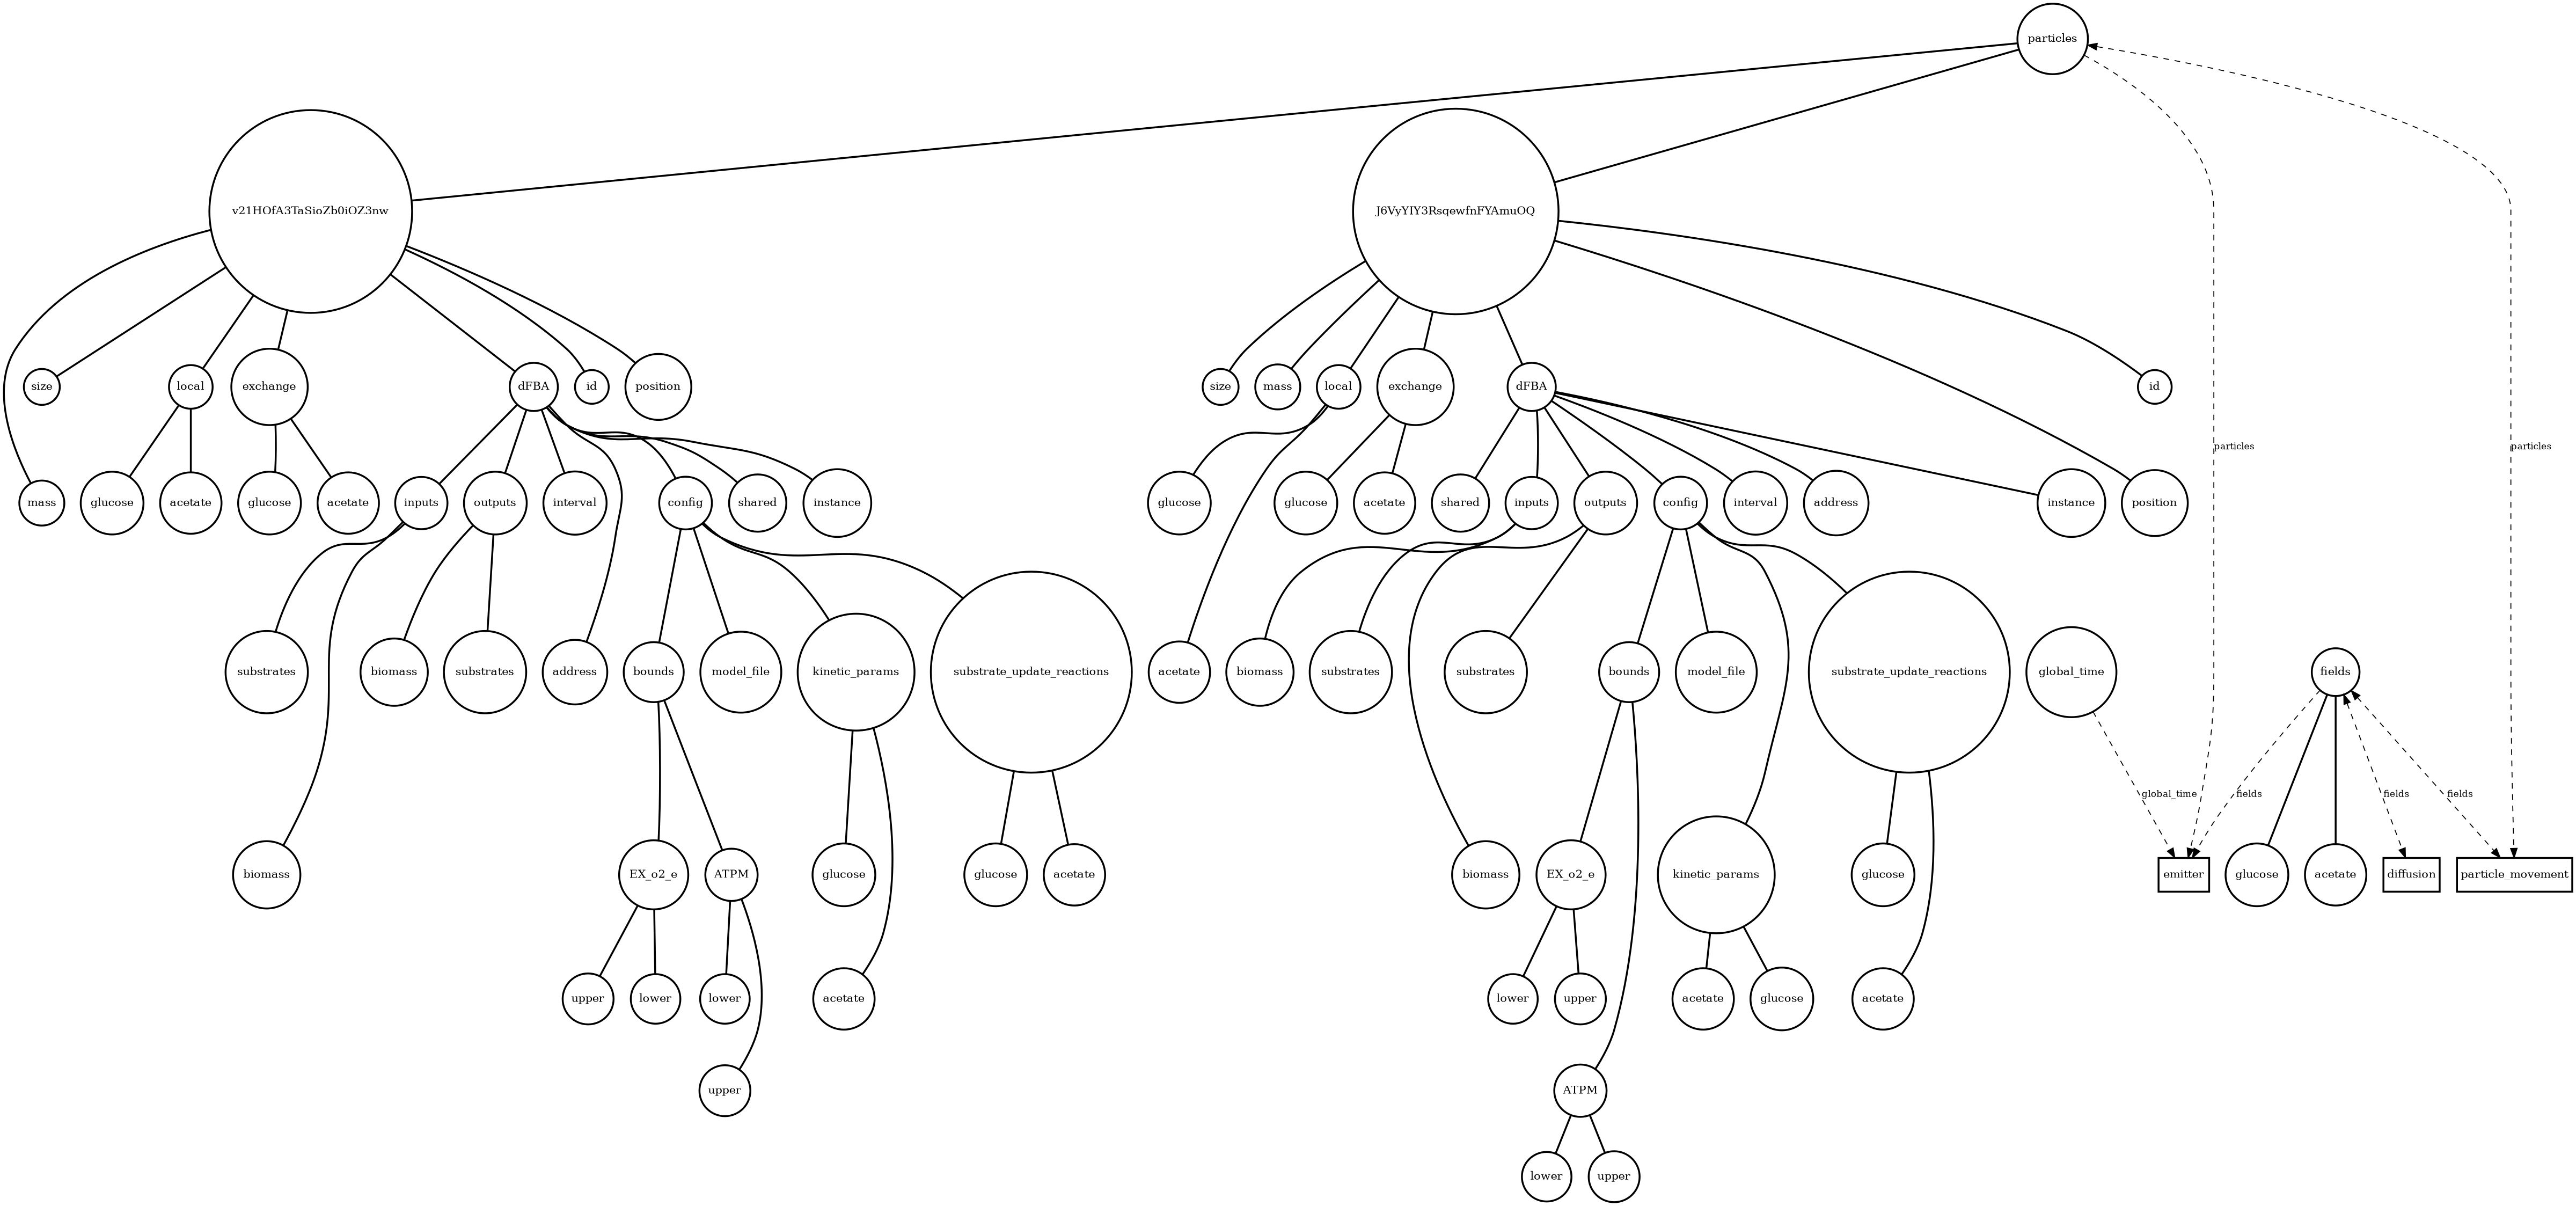 particles
v21HOfA3TaSioZb0iOZ3nw
J6VyYIY3RsqewfnFYAmuOQ
size
local
exchange
dFBA
id
position
size
mass
local
exchange
dFBA
id
particles
particles
mass
glucose
acetate
glucose
acetate
inputs
outputs
interval
config
shared
instance
glucose
glucose
acetate
shared
inputs
outputs
config
interval
address
instance
position
substrates
biomass
substrates
address
bounds
model_file
kinetic_params
substrate_update_reactions
acetate
biomass
substrates
substrates
bounds
model_file
substrate_update_reactions
global_time
fields
global_time
fields
fields
fields
biomass
EX_o2_e
ATPM
glucose
glucose
acetate
biomass
EX_o2_e
kinetic_params
glucose
emitter
glucose
acetate
diffusion
particle_movement
upper
lower
lower
acetate
lower
upper
acetate
glucose
acetate
upper
ATPM
lower
upper